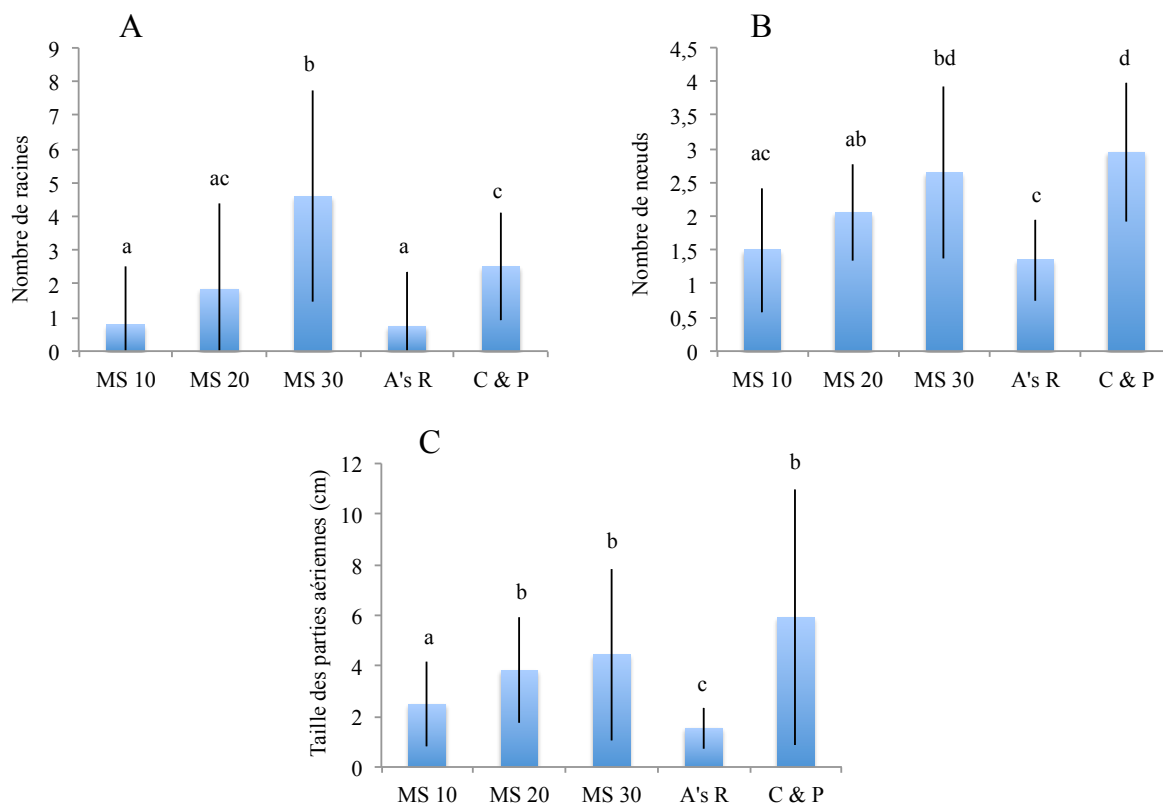 A
Nombre de racines
9
8
7
6
5
4
3
2
1
0
a
ac
b
a
c
MS 10 MS 20 MS 30 A's R C & P
B
Nombre de nœuds
4,5
4
3,5
3
2,5
2
1,5
1
0,5
0
ac
ab
bd
c
d
MS 10 MS 20 MS 30 A's R C & P
C
Taille des parties aériennes (cm)
12
10
8
6
4
2
0
a
b
b
c
b
MS 10 MS 20 MS 30 A's R C & P